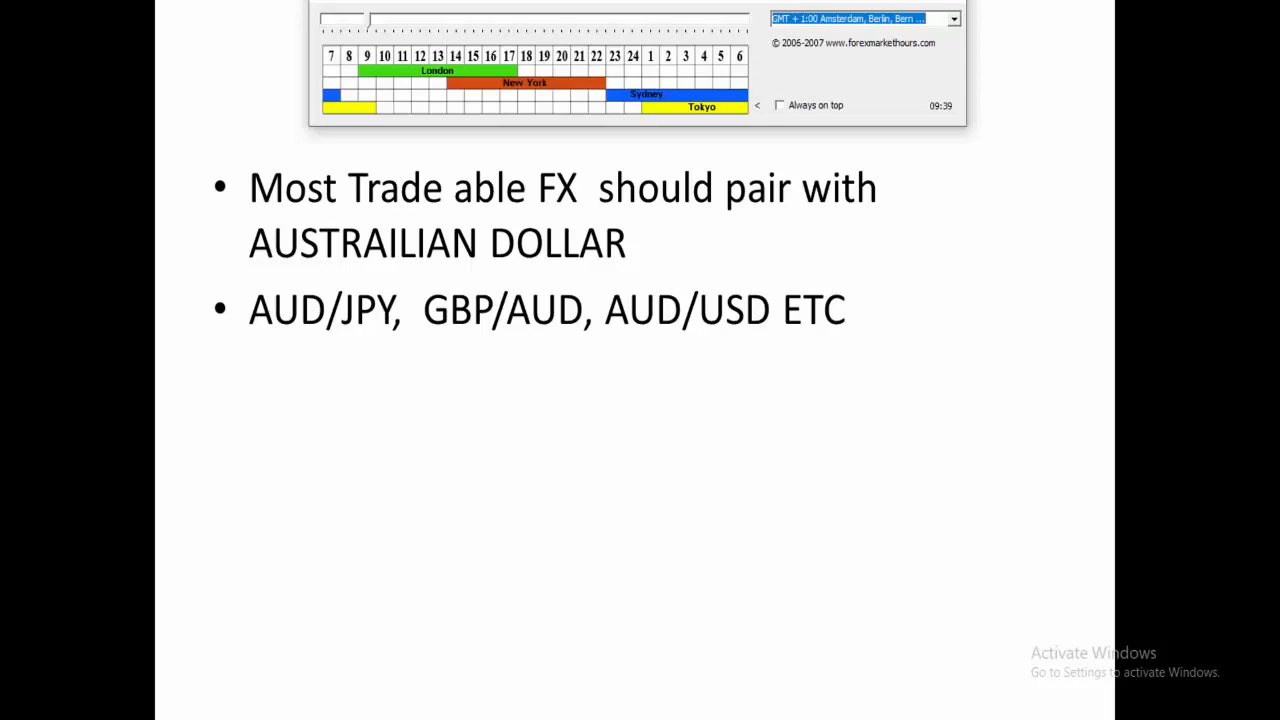 GMT + 1:00 Amsterdam, Berlin, Bern ...
© 2006-2007 www.forexmarkethours.com
7 8 9 10 11 12 13 14 15 16 17 18 19 20 21 22 23 24 1 2 3 4 5 6
London
New York
Sydney
Tokyo
< Always on top 09:39
• Most Trade able FX should pair with
AUSTRAILIAN DOLLAR
• AUD/JPY, GBP/AUD, AUD/USD ETC
Activate Windows
Go to Settings to activate Windows.